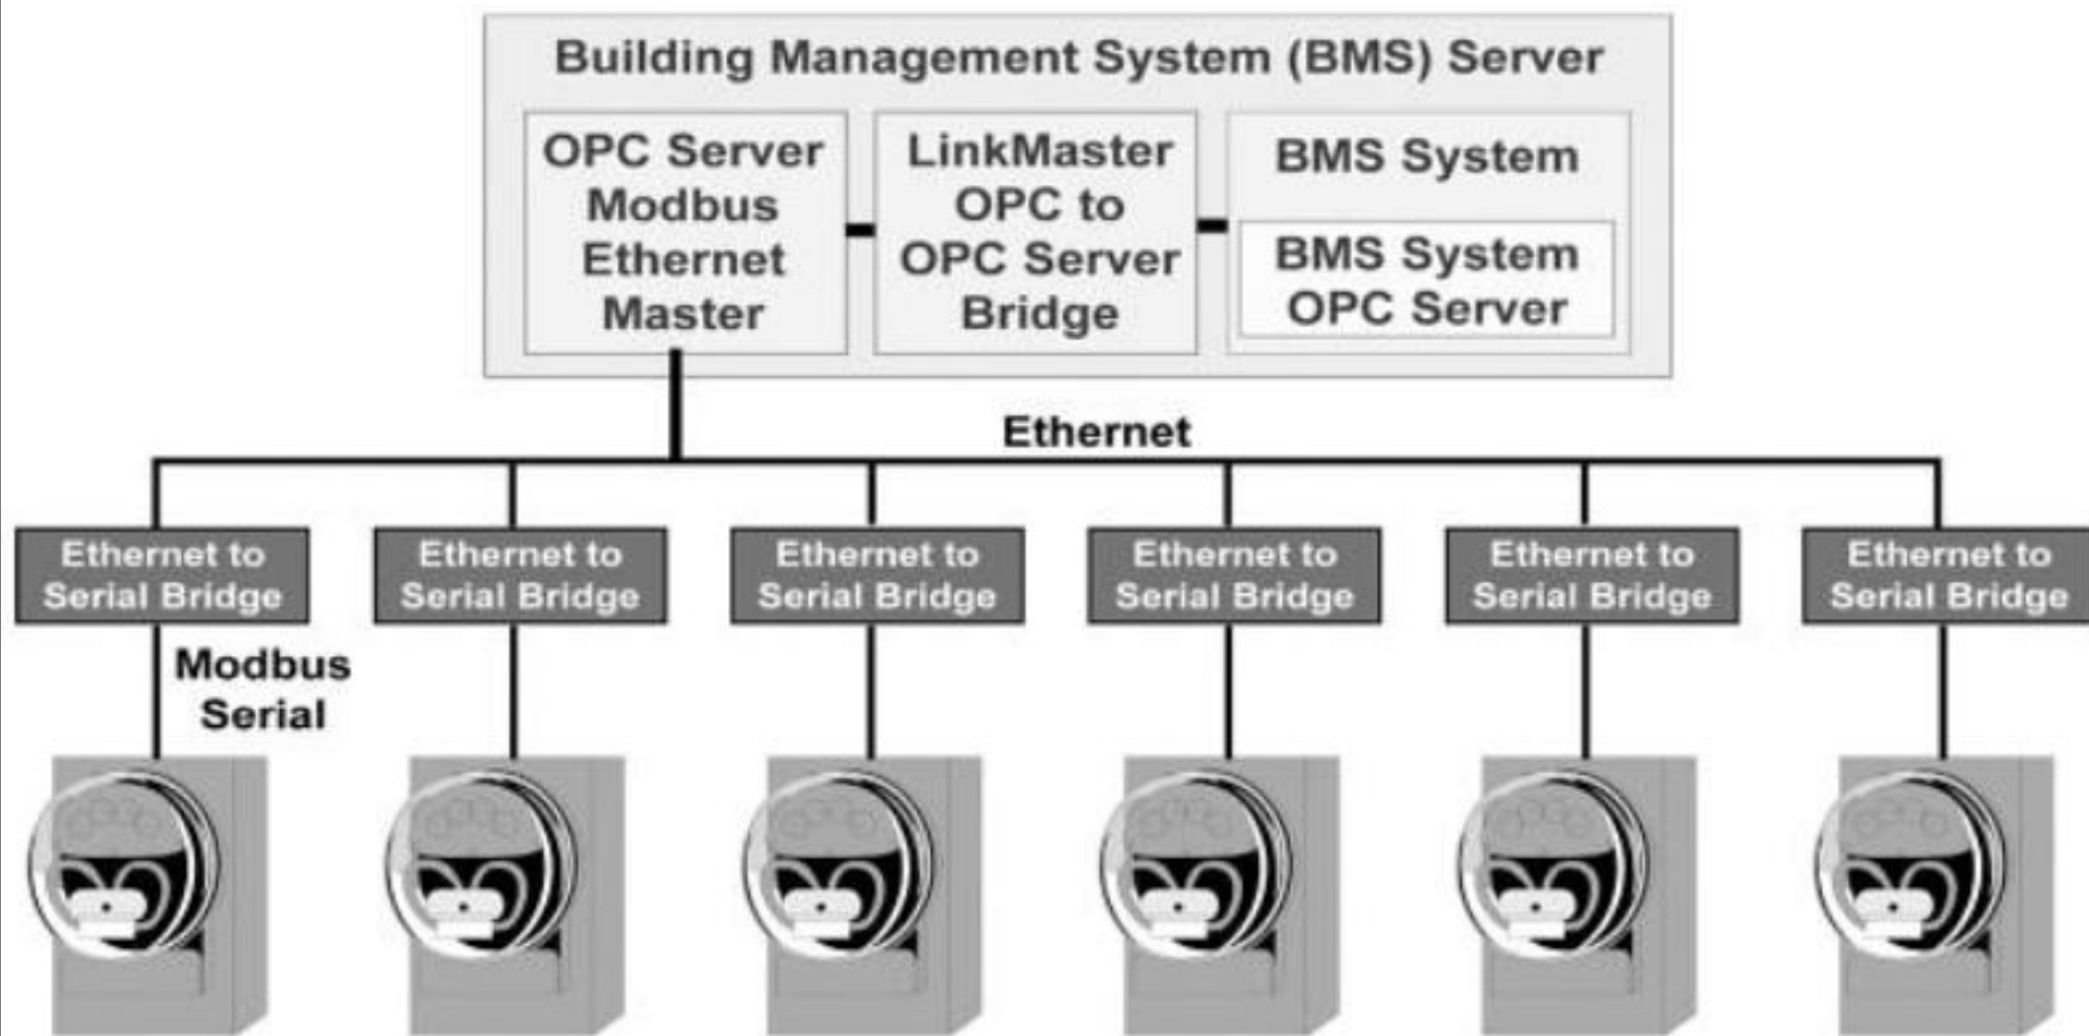 Building Management System (BMS) Server
OPC Server
Modbus
Ethernet
Master
LinkMaster
OPC to
OPC Server
Bridge
BMS System
BMS System
OPC Server
Ethernet
Ethernet to
Serial Bridge
Ethernet to
Serial Bridge
Ethernet to
Serial Bridge
Ethernet to
Serial Bridge
Ethernet to
Serial Bridge
Ethernet to
Serial Bridge
Modbus
Serial